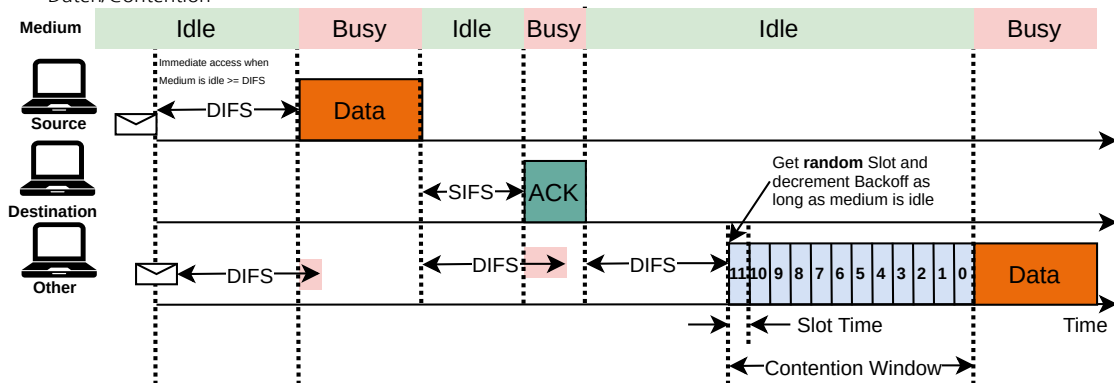 Medium
Idle
Busy
Idle
Busy
Idle
Busy
Immediate access when
Medium is idle >= DIFS
DIFS
Data
Source
SIFS
ACK
Get random Slot and
decrement Backoff as
long as medium is idle
Destination
DIFS
DIFS
DIFS
11 10 9 8 7 6 5 4 3 2 1 0
Data
Other
Slot Time
Time
Contention Window